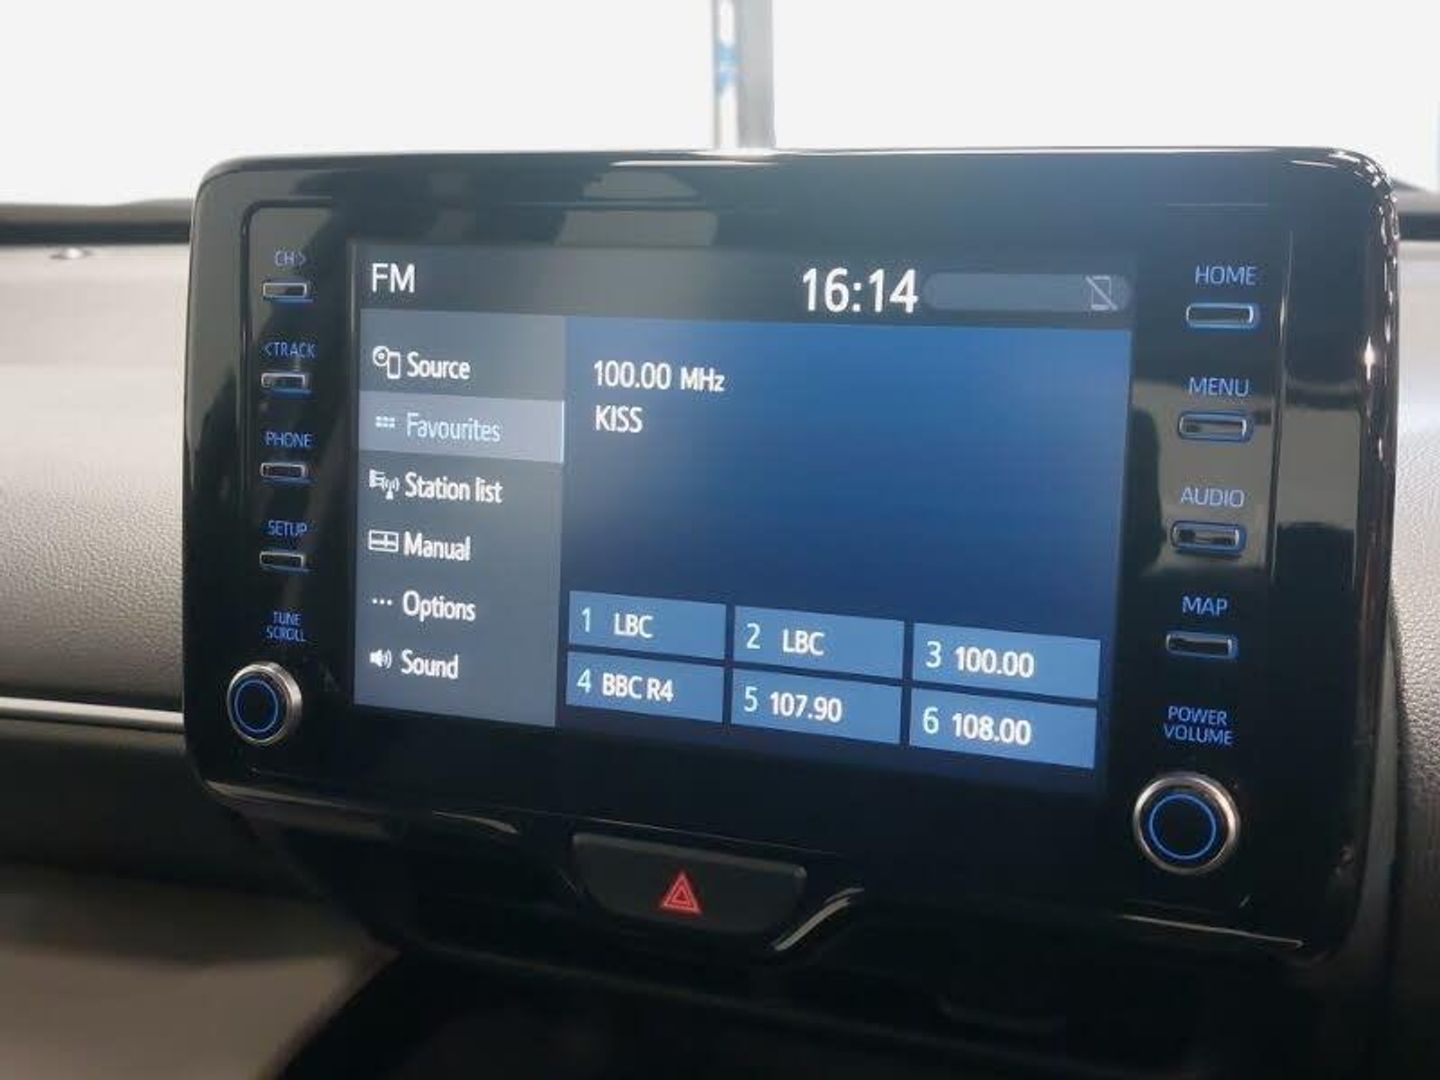 CH>
<TRACK
PHONE
SETUP
TUNE
SCROLL
FM
16:14
Source
Favourites
Station list
Manual
Options
Sound
100.00 MHz
KISS
1 LBC
2 LBC
3 100.00
4 BBC R4
5 107.90
6 108.00
HOME
MENU
AUDIO
MAP
POWER
VOLUME